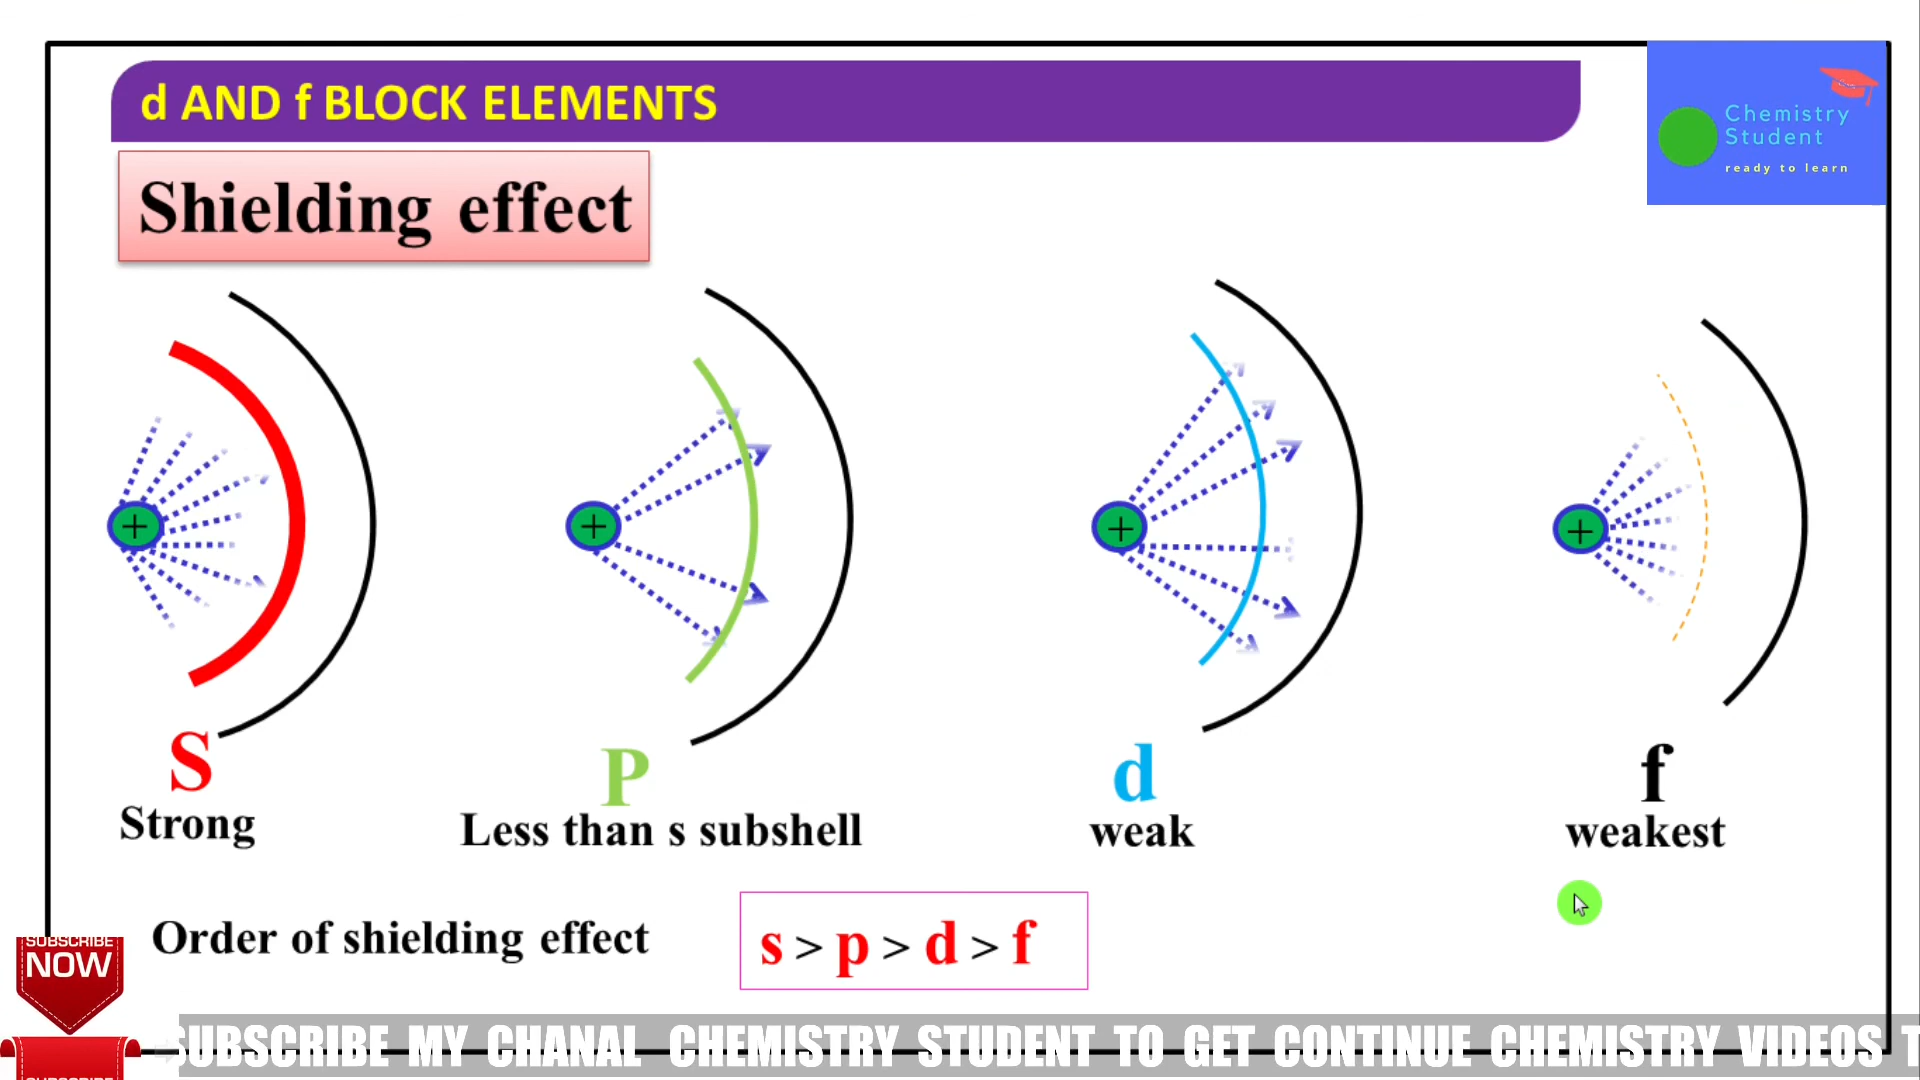 d AND f BLOCK ELEMENTS
Chemistry
Student
ready to learn
Shielding effect
+
+
+
+
S
P
d
f
Strong
Less than s subshell
weak
weakest
Order of shielding effect
s > p > d > f
SUBSCRIBE
NOW
SUBSCRIBE MY CHANAL CHEMISTRY STUDENT TO GET CONTINUE CHEMISTRY VIDEOS T
SUBSCRIBE